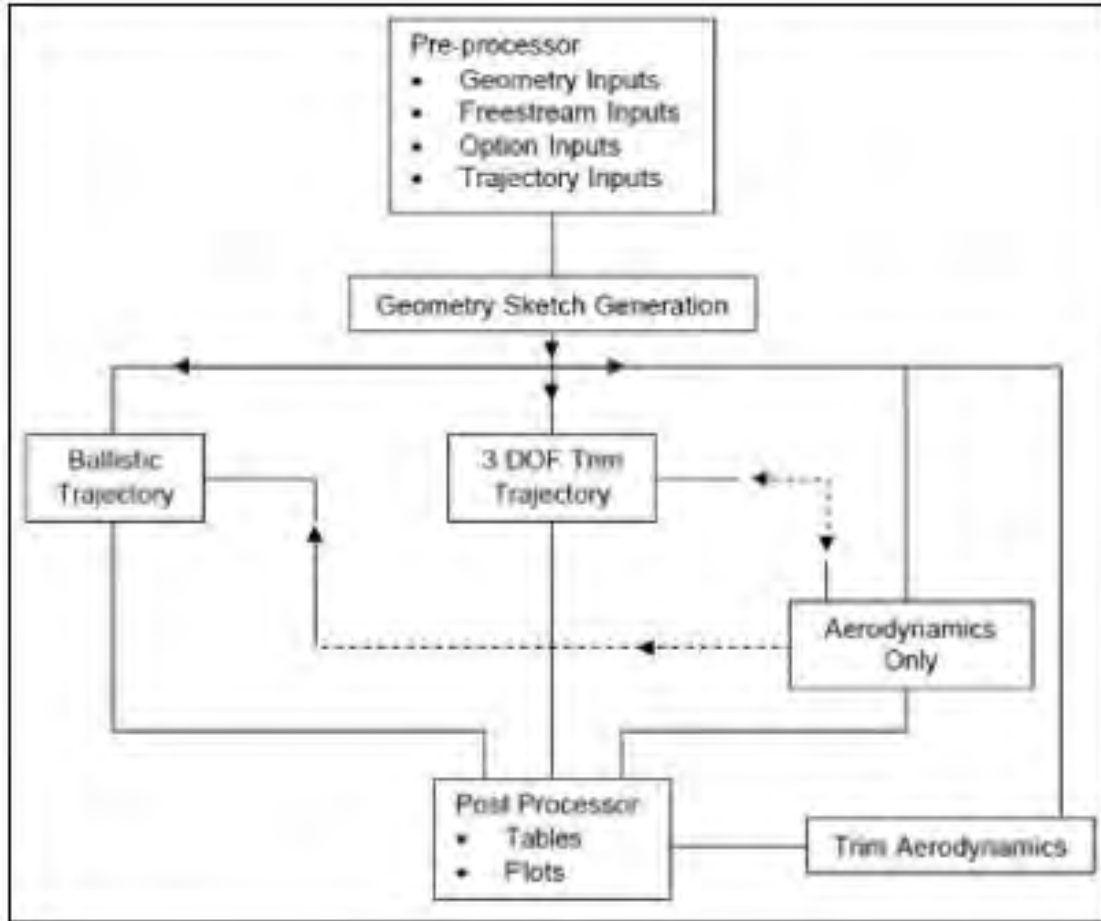 Pre-processor
• Geometry Inputs
• Freestream Inputs
• Option Inputs
• Trajectory Inputs
Geometry Sketch Generation
Ballistic
Trajectory
3 DOF Trim
Trajectory
Aerodynamics
Only
Post Processor
• Tables
• Plots
Trim Aerodynamics